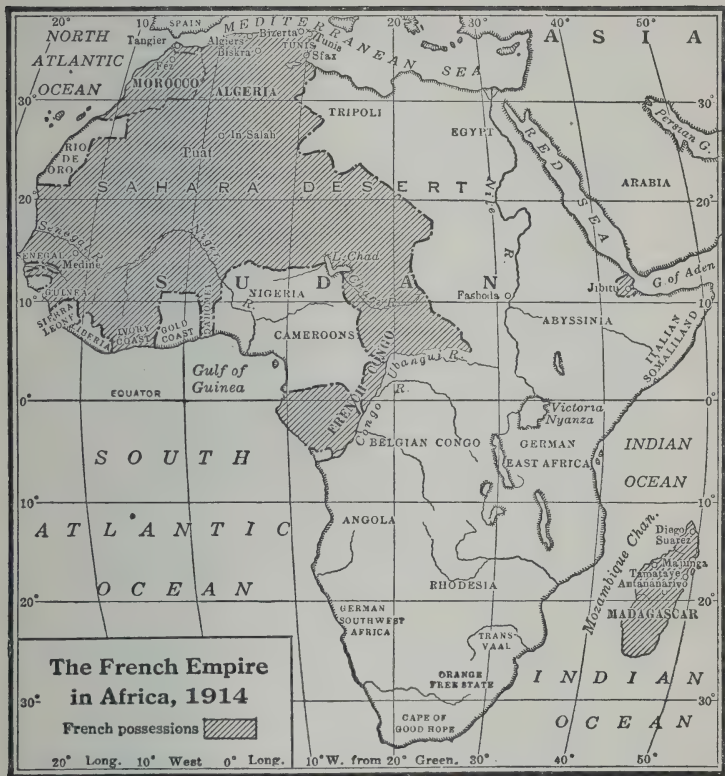 20° 10° SPAIN 0° 10° 20° 30° 40° 50°
MEDITERRANEAN SEA
NORTH
ATLANTIC
OCEAN
Tangier
Algiers
Bizerta
Biskra
TUNIS
Tunis
Sfax
Fez
MOROCCO
ALGERIA
A S I A
30°
30°
TRIPOLI
EGYPT
Persian G.
RIO
DE
ORO
In Salah
Tuat
RED SEA
ARABIA
SAHARA DESERT
Nile R.
20°
20°
Senegal R.
SENEGAL
Medine
Niger R.
L. Chad
G of Aden
SUDAN
GUINEA
NIGERIA
Fashoda
Jibiti
10°
10°
SIERRA
LEONE
LIBERIA
IVORY
COAST
GOLD
COAST
DAHOMEY
CAMEROONS
ABYSSINIA
ITALIAN
SOMALILAND
Gulf of
Guinea
Ubangui R.
EQUATOR
FRENCH CONGO
Congo R.
Victoria
Nyanza
0°
0°
BELGIAN CONGO
GERMAN
EAST AFRICA
INDIAN
OCEAN
SOUTH
ATLANTIC
OCEAN
10°
10°
ANGOLA
Mozambique Chan.
Diego
Suarez
Majunga
Tamatave
Antananarivo
MADAGASCAR
RHODESIA
20°
20°
GERMAN
SOUTHWEST
AFRICA
TRANS-
VAAL
ORANGE
FREE STATE
INDIAN
OCEAN
CAPE OF
GOOD HOPE
The French Empire
in Africa, 1914
French possessions
30°
30°
20° Long. 10° West 0° Long. 10°W. from 20° Green. 30° 40° 50°